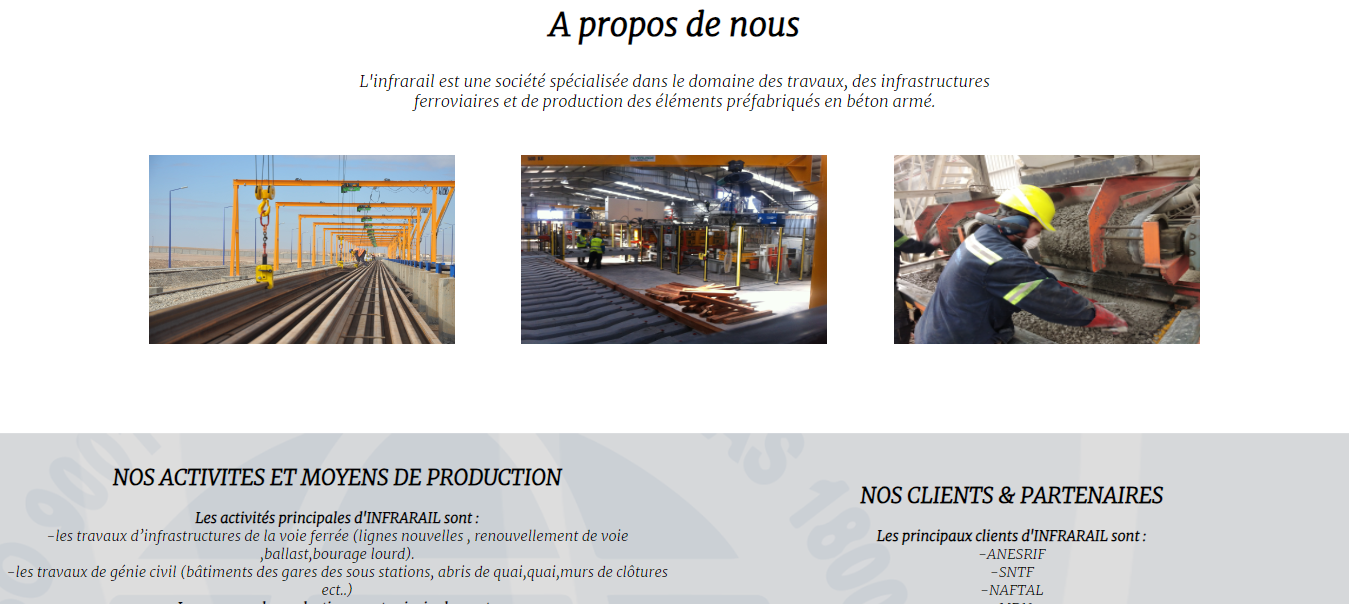 A propos de nous
L'infrarail est une société spécialisée dans le domaine des travaux, des infrastructures
ferroviaires et de production des éléments préfabriqués en béton armé.
NOS ACTIVITES ET MOYENS DE PRODUCTION
Les activités principales d'INFRARAIL sont :
-les travaux d’infrastructures de la voie ferrée (lignes nouvelles , renouvellement de voie
,ballast,bourage lourd).
-les travaux de génie civil (bâtiments des gares des sous stations, abris de quai,quai,murs de clôtures
ect..)
NOS CLIENTS & PARTENAIRES
Les principaux clients d'INFRARAIL sont :
-ANESRIF
-SNTF
-NAFTAL